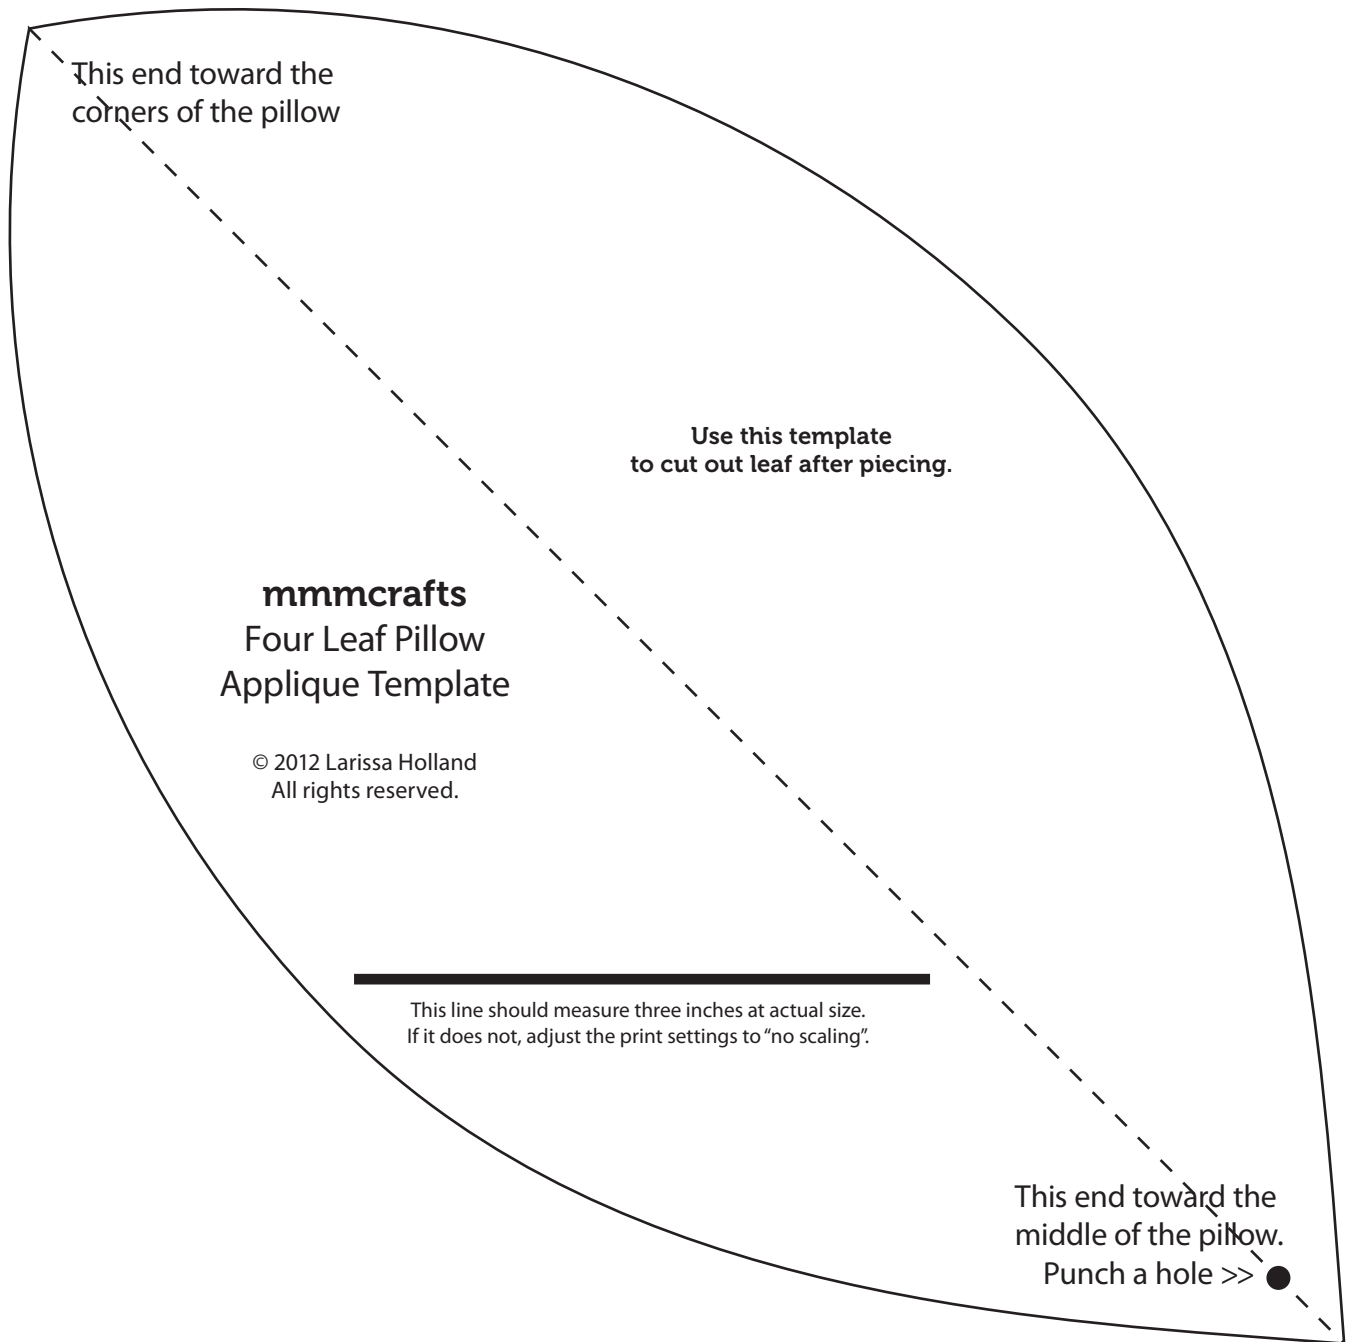 This end toward the
corners of the pillow
Use this template
to cut out leaf after piecing.
mmmcrafts
Four Leaf Pillow
Applique Template
© 2012 Larissa Holland
All rights reserved.
This line should measure three inches at actual size.
If it does not, adjust the print settings to “no scaling”.
This end toward the
middle of the pillow.
Punch a hole >>